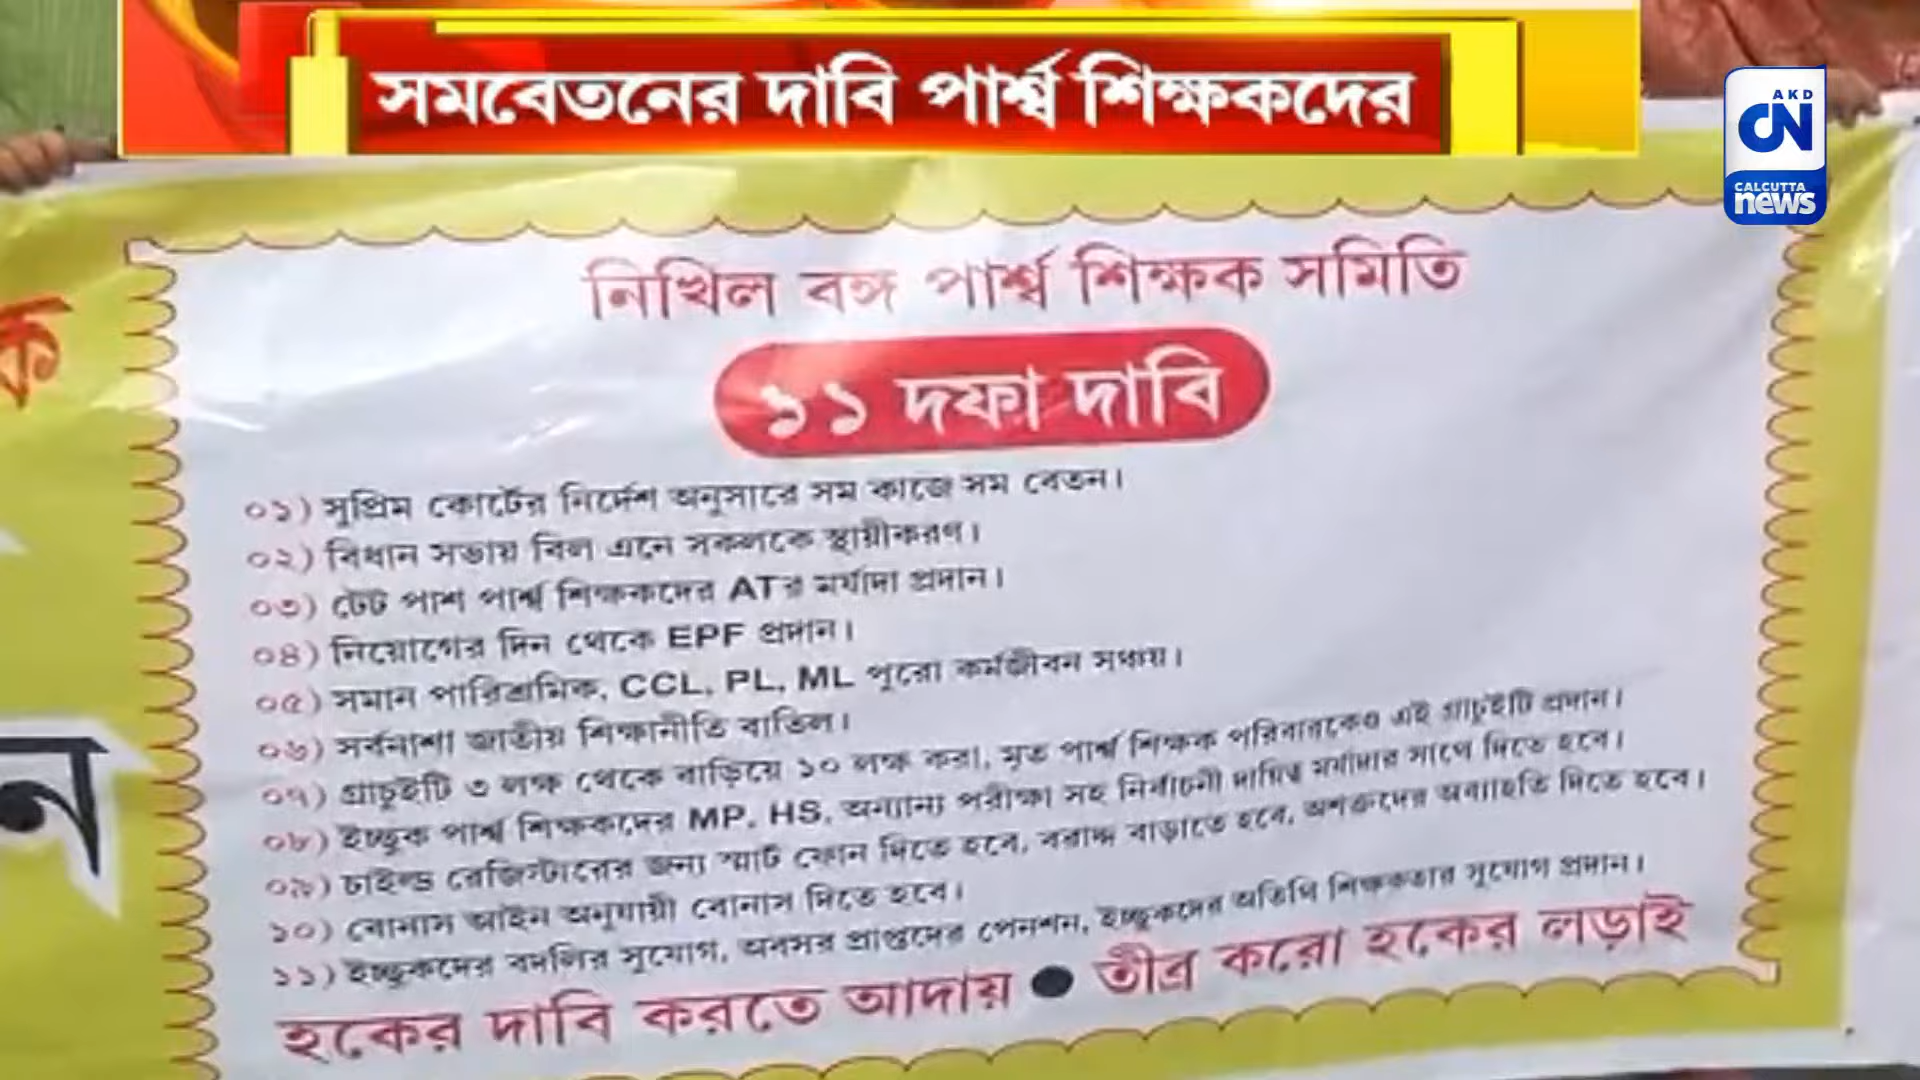 সমবেতনের দাবি পার্শ্ব শিক্ষকদের
AKD
CN
CALCUTTA
news
নিখিল বঙ্গ পার্শ্ব শিক্ষক সমিতি
১১ দফা দাবি
০১) সুপ্রিম কোর্টের নির্দেশ অনুসারে সম কাজে সম বেতন।
০২) বিধান সভায় বিল এনে সকলকে স্থায়ীকরণ।
০৩) টেট পাশ পার্শ্ব শিক্ষকদের ATর মর্যাদা প্রদান।
০৪) নিয়োগের দিন থেকে EPF প্রদান।
০৫) সমান পারিশ্রমিক, CCL, PL, ML পুরো কর্মজীবন সঞ্চয়।
০৬) সর্বনাশা জাতীয় শিক্ষানীতি বাতিল।
০৭) গ্রাচুইটি ৩ লক্ষ থেকে বাড়িয়ে ১০ লক্ষ করা, মৃত পার্শ্ব শিক্ষক পরিবারকেও এই গ্রাচুইটি প্রদান।
০৮) ইচ্ছুক পার্শ্ব শিক্ষকদের MP, HS, অন্যান্য পরীক্ষা সহ নির্বাচনী দায়িত্ব মর্যাদার সাথে দিতে হবে।
০৯) চাইল্ড রেজিস্টারের জন্য স্মার্ট ফোন দিতে হবে, বরাদ্দ বাড়াতে হবে, অশক্তদের অব্যাহতি দিতে হবে।
১০) বোনাস আইন অনুযায়ী বোনাস দিতে হবে।
১১) ইচ্ছুকদের বদলির সুযোগ, অবসর প্রাপ্তদের পেনশন, ইচ্ছুকদের অতিথি শিক্ষকতার সুযোগ প্রদান।
হকের দাবি করতে আদায় ● তীব্র করো হকের লড়াই
ক
ন